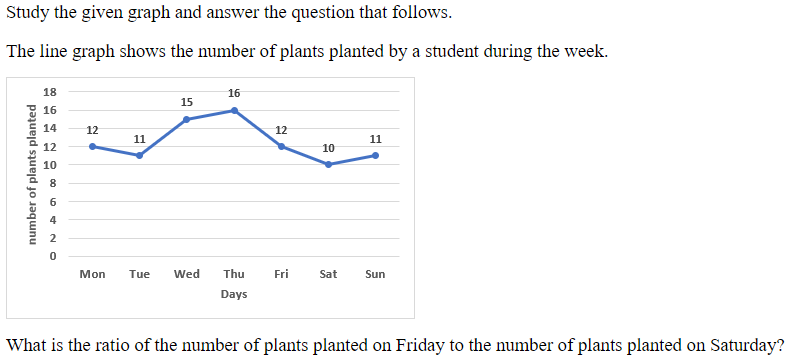 Study the given graph and answer the question that follows.
The line graph shows the number of plants planted by a student during the week.
number of plants planted
18
16
14
12
10
8
6
4
2
0
12
11
15
16
12
10
11
Mon Tue Wed Thu Fri Sat Sun
Days
What is the ratio of the number of plants planted on Friday to the number of plants planted on Saturday?